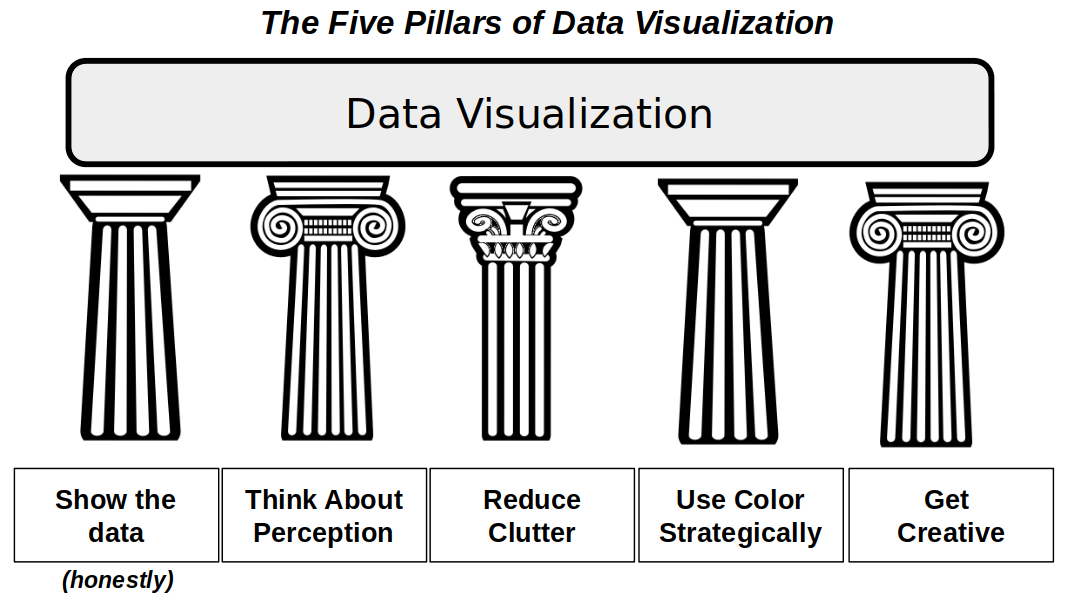 The Five Pillars of Data Visualization
Data Visualization
Show the
data
(honestly)
Think About
Perception
Reduce
Clutter
Use Color
Strategically
Get
Creative